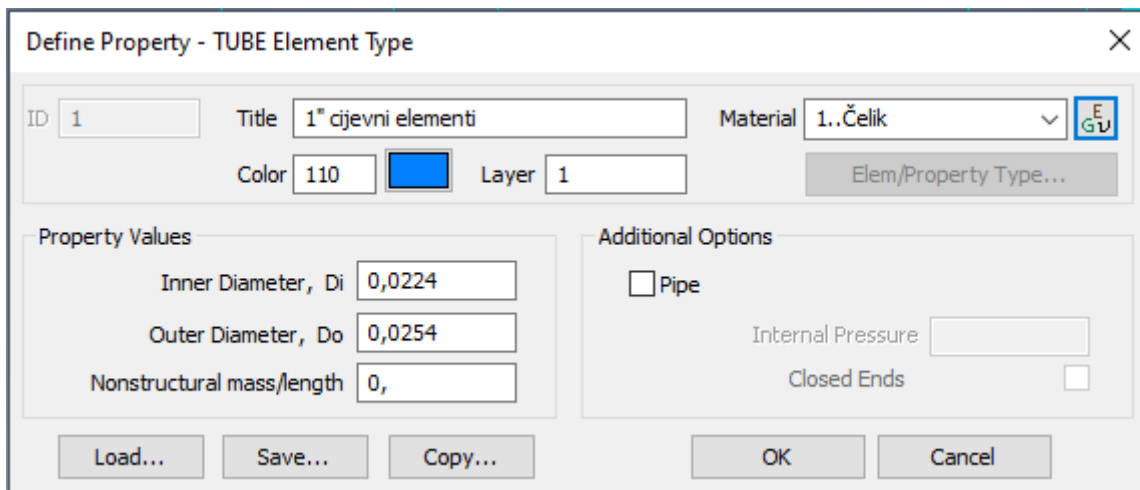 Define Property - TUBE Element Type
ID 1 Title 1" cijevni elementi Material 1..Čelik E G ν
Color 110 Layer 1 Elem/Property Type...
Property Values
Inner Diameter, Di 0,0224
Outer Diameter, Do 0,0254
Nonstructural mass/length 0,
Additional Options
Pipe
Internal Pressure
Closed Ends
Load... Save... Copy... OK Cancel